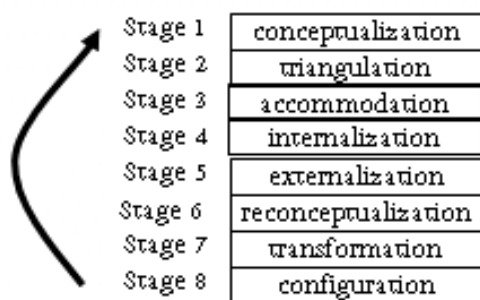 Stage 1 conceptualization
Stage 2 triangulation
Stage 3 accommodation
Stage 4 internalization
Stage 5 externalization
Stage 6 reconceptualization
Stage 7 transformation
Stage 8 configuration